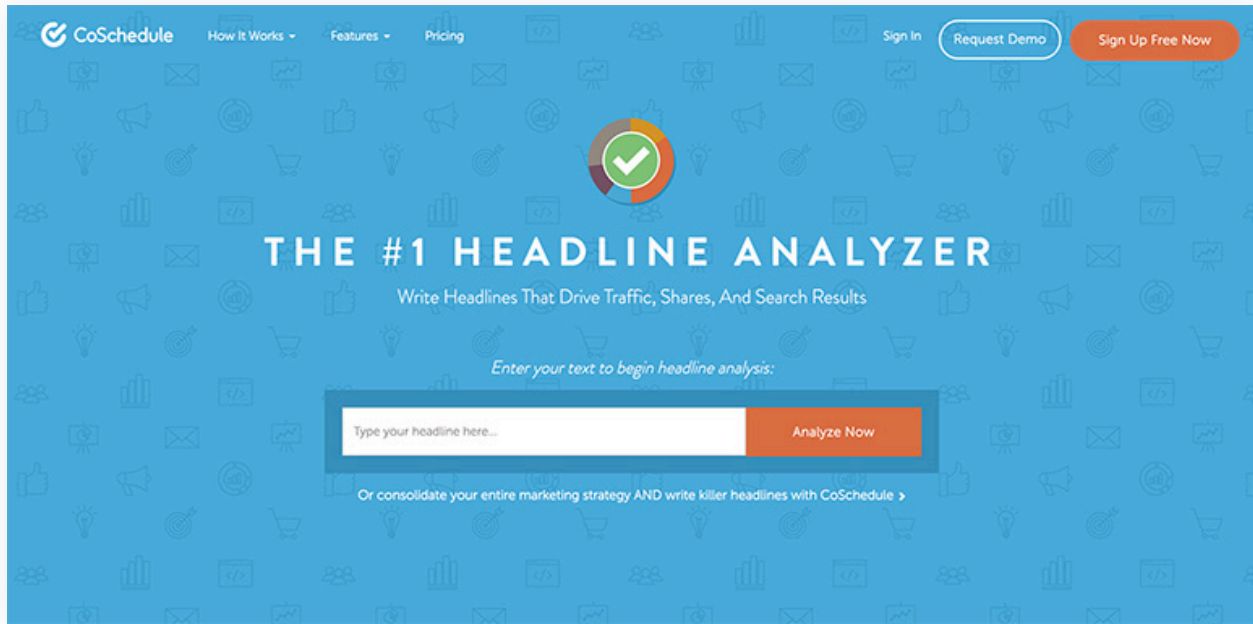 CoSchedule How It Works Features Pricing Sign In Request Demo Sign Up Free Now
THE #1 HEADLINE ANALYZER
Write Headlines That Drive Traffic, Shares, And Search Results
Enter your text to begin headline analysis:
Type your headline here... Analyze Now
Or consolidate your entire marketing strategy AND write killer headlines with CoSchedule >